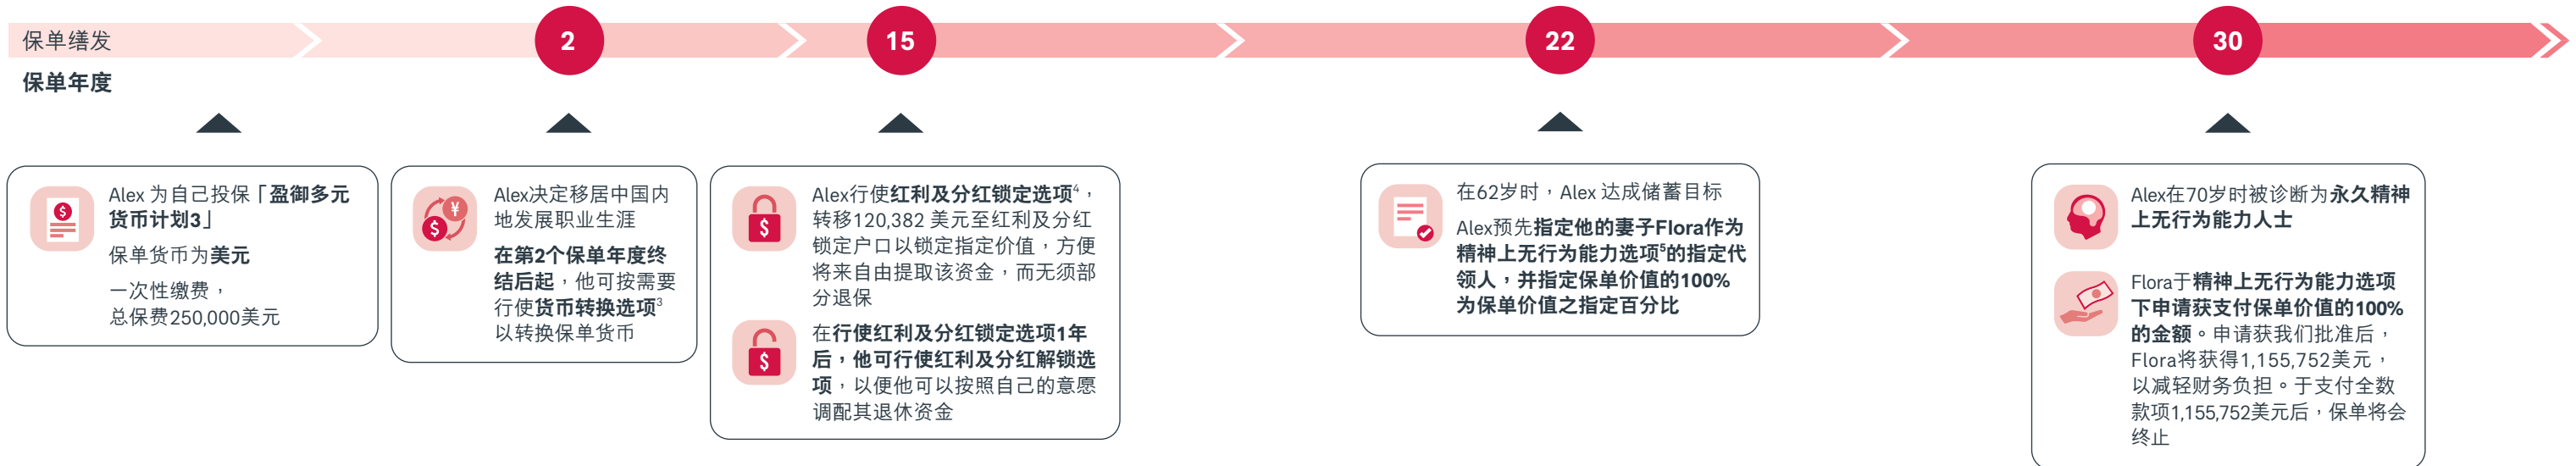 保单缮发
2
15
22
30
保单年度
Alex 为自己投保「盈御多元
货币计划3」
保单货币为美元
一次性缴费，
总保费250,000美元
Alex决定移居中国内
地发展职业生涯
在第2个保单年度终
结后起，他可按需要
行使货币转换选项3
以转换保单货币
Alex行使红利及分红锁定选项4，
转移120,382 美元至红利及分红
锁定户口以锁定指定价值，方便
将来自由提取该资金，而无须部
分退保
在行使红利及分红锁定选项1年
后，他可行使红利及分红解锁选
项，以便他可以按照自己的意愿
调配其退休资金
在62岁时，Alex 达成储蓄目标
Alex预先指定他的妻子Flora作为
精神上无行为能力选项5的指定代
领人，并指定保单价值的100%
为保单价值之指定百分比
Alex在70岁时被诊断为永久精神
上无行为能力人士
Flora于精神上无行为能力选项
下申请获支付保单价值的100%
的金额。申请获我们批准后，
Flora将获得1,155,752美元，
以减轻财务负担。于支付全数
款项1,155,752美元后，保单将会
终止